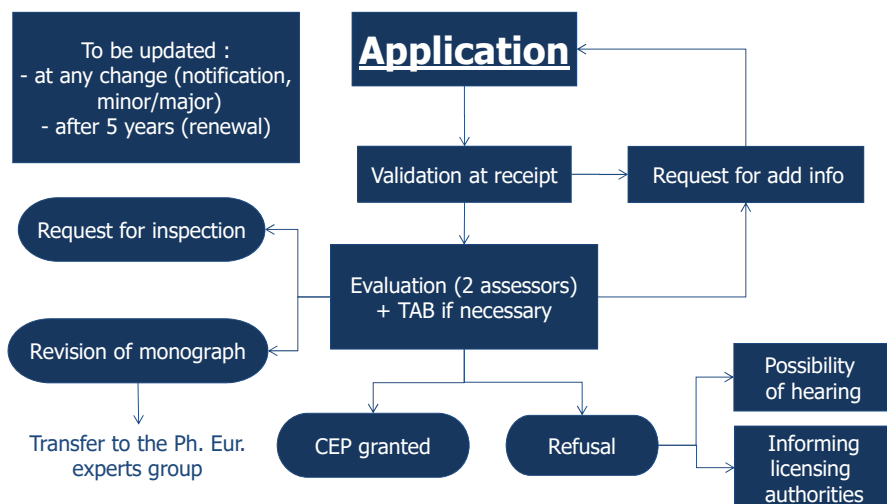 To be updated :
- at any change (notification,
minor/major)
- after 5 years (renewal)
Application
Validation at receipt
Request for add info
Request for inspection
Evaluation (2 assessors)
+ TAB if necessary
Revision of monograph
Possibility
of hearing
Transfer to the Ph. Eur.
experts group
CEP granted
Refusal
Informing
licensing
authorities